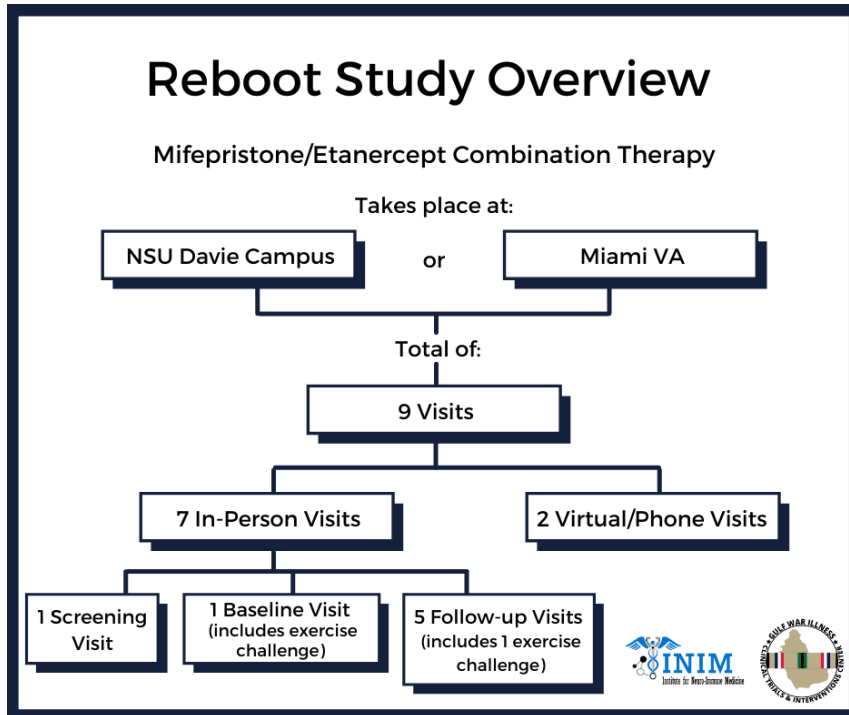 Reboot Study Overview
Mifepristone/Etanercept Combination Therapy
Takes place at:
NSU Davie Campus
or
Miami VA
Total of:
9 Visits
7 In-Person Visits
2 Virtual/Phone Visits
1 Screening
Visit
1 Baseline Visit
(includes exercise
challenge)
5 Follow-up Visits
(includes 1 exercise
challenge)
INIM
Institute for Neuro-Immune Medicine
GULF WAR ILLNESS
CLINICAL TRIALS & INTERVENTIONS CENTER